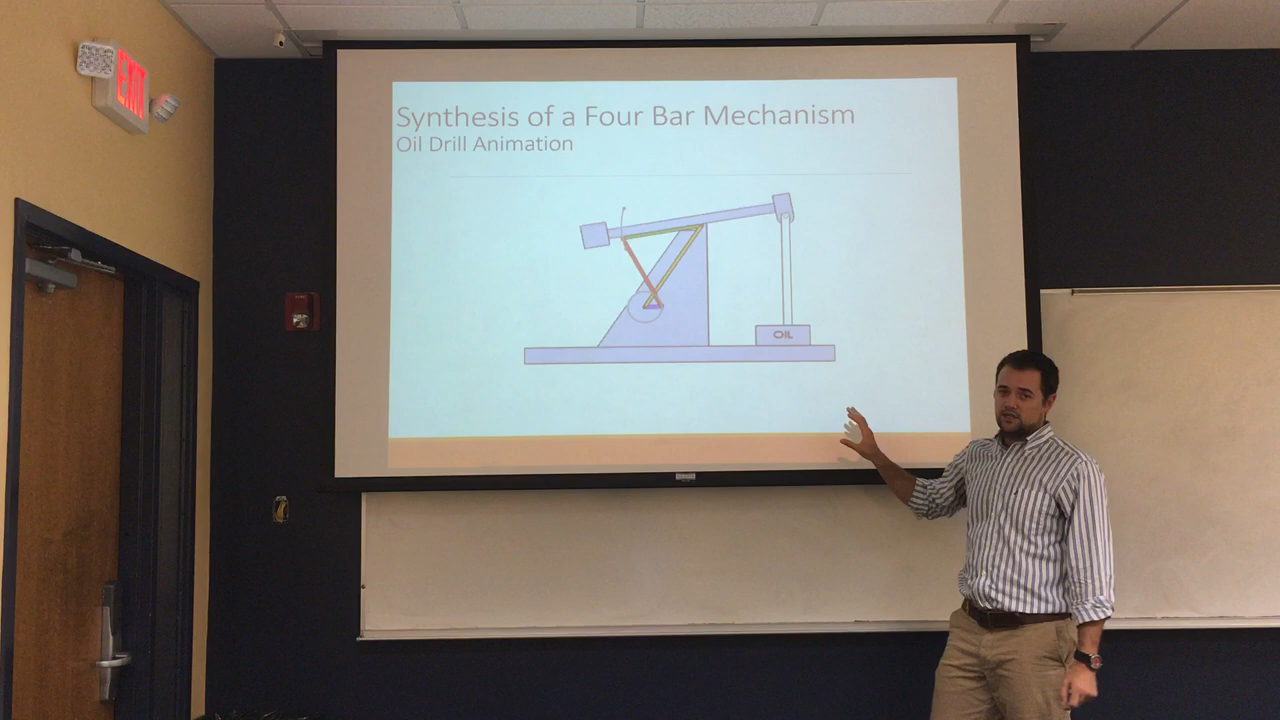 EXIT
Synthesis of a Four Bar Mechanism
Oil Drill Animation
OIL